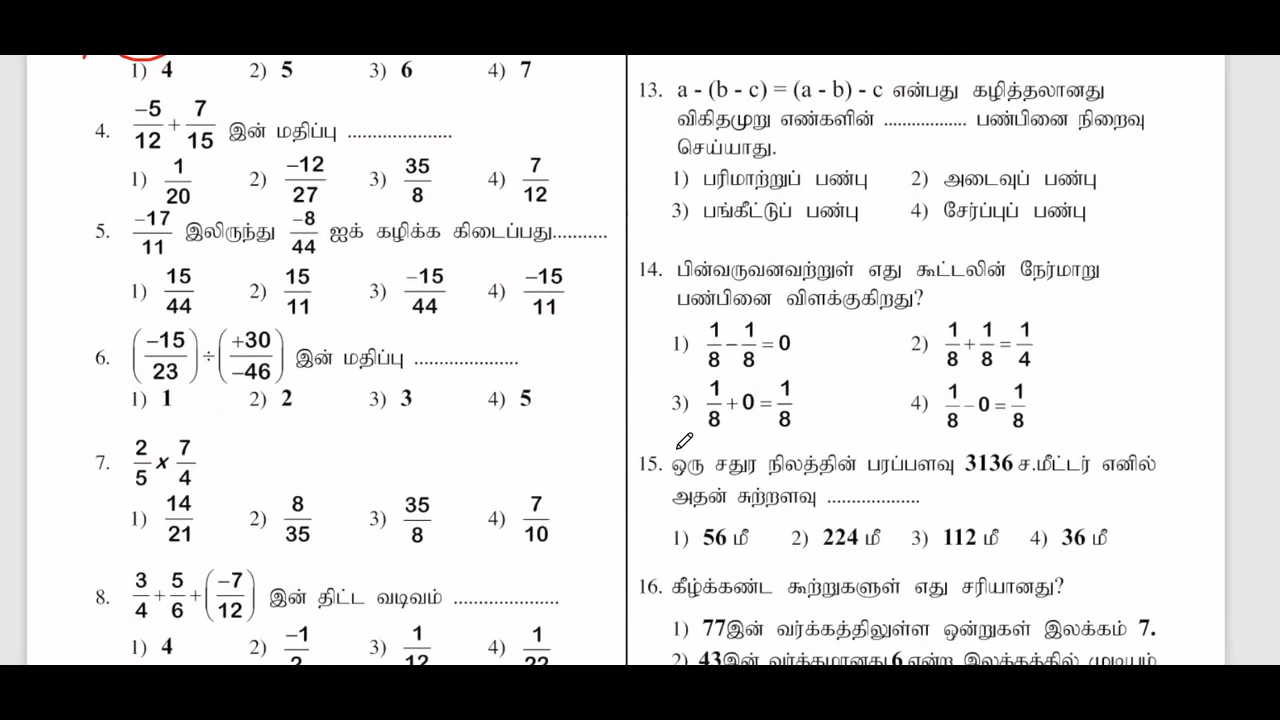 1) 4 2) 5 3) 6 4) 7
4. -5/12 + 7/15 இன் மதிப்பு .....................
1) 1/20 2) -12/27 3) 35/8 4) 7/12
5. -17/11 இலிருந்து -8/44 ஐக் கழிக்க கிடைப்பது...........
1) 15/44 2) 15/11 3) -15/44 4) -15/11
6. (-15/23) ÷ (+30/-46) இன் மதிப்பு .....................
1) 1 2) 2 3) 3 4) 5
7. 2/5 x 7/4
1) 14/21 2) 8/35 3) 35/8 4) 7/10
8. 3/4 + 5/6 + (-7/12) இன் திட்ட வடிவம் .....................
1) 4 2) -1/2 3) 1/12 4) 1/22
13. a - (b - c) = (a - b) - c என்பது கழித்தலானது
விகிதமுறு எண்களின் ................. பண்பினை நிறைவு
செய்யாது.
1) பரிமாற்றுப் பண்பு 2) அடைவுப் பண்பு
3) பங்கீட்டுப் பண்பு 4) சேர்ப்புப் பண்பு
14. பின்வருவனவற்றுள் எது கூட்டலின் நேர்மாறு
பண்பினை விளக்குகிறது?
1) 1/8 - 1/8 = 0 2) 1/8 + 1/8 = 1/4
3) 1/8 + 0 = 1/8 4) 1/8 - 0 = 1/8
15. ஒரு சதுர நிலத்தின் பரப்பளவு 3136 ச.மீட்டர் எனில்
அதன் சுற்றளவு ...................
1) 56 மீ 2) 224 மீ 3) 112 மீ 4) 36 மீ
16. கீழ்க்கண்ட கூற்றுகளுள் எது சரியானது?
1) 77இன் வர்க்கத்திலுள்ள ஒன்றுகள் இலக்கம் 7.
2) 43இன் வர்க்கமானது 6 என்ற இலக்கத்தில் முடியும்